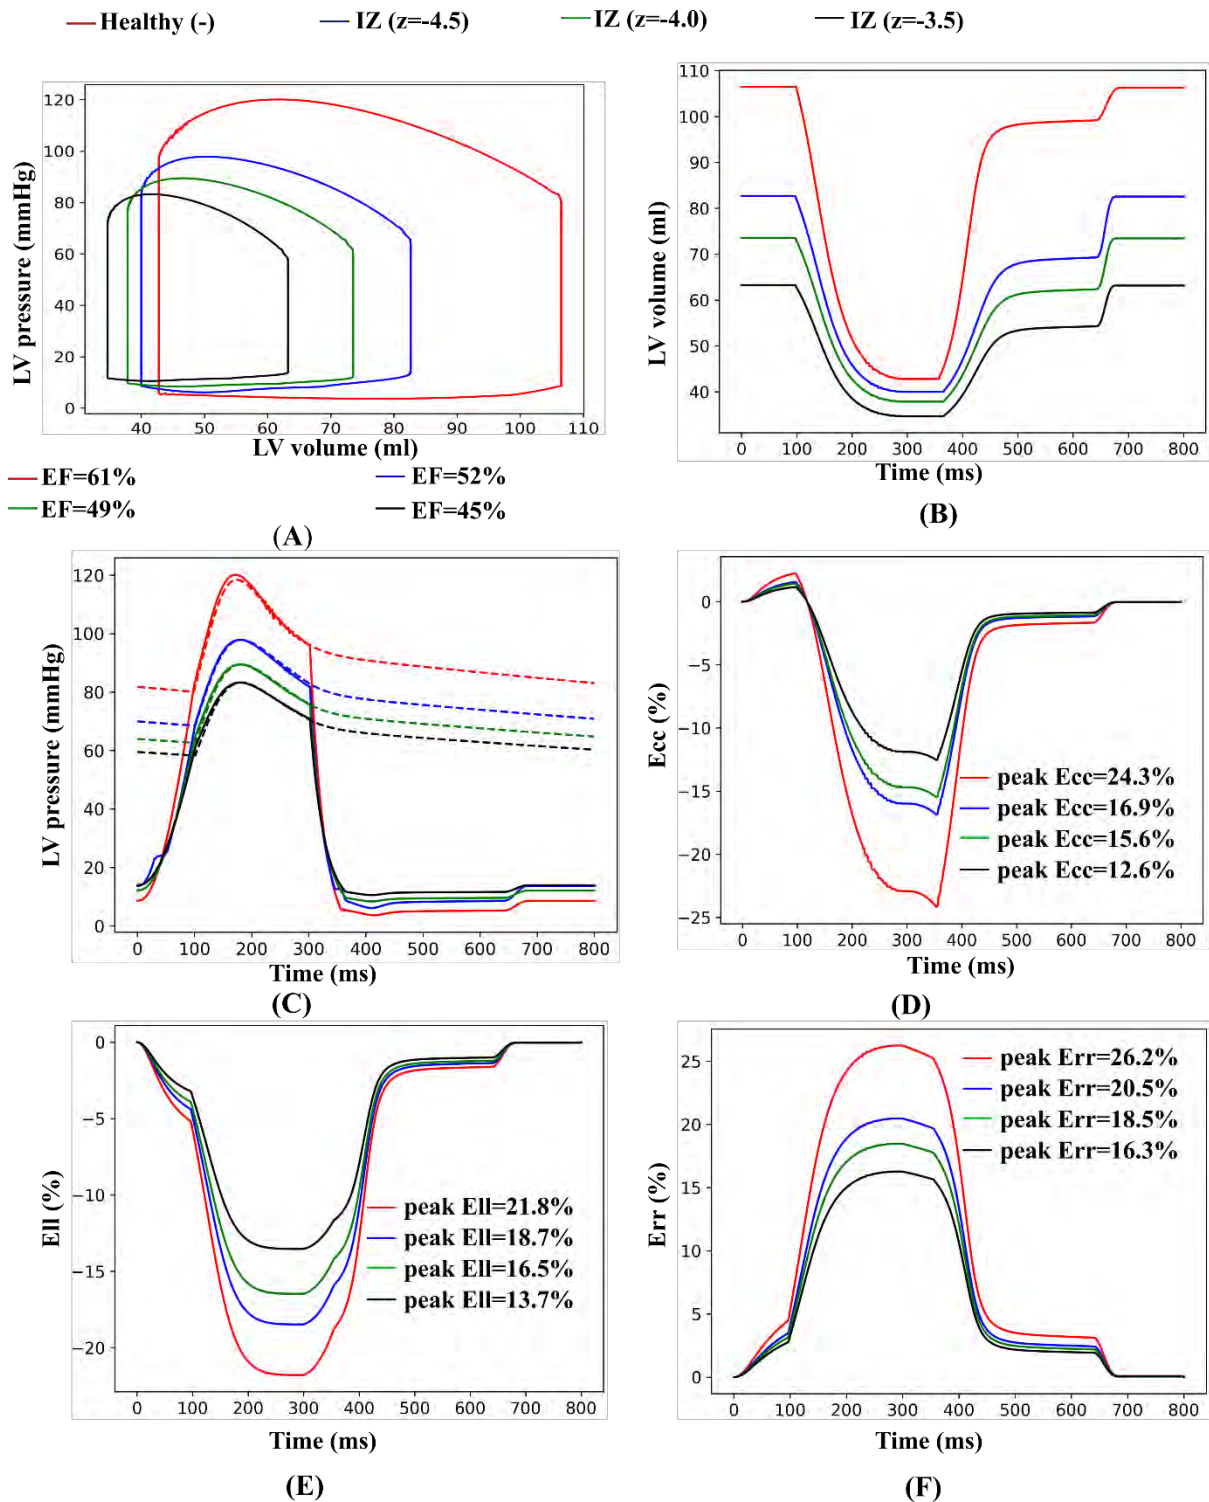 Healthy (-) IZ (z=-4.5) IZ (z=-4.0) IZ (z=-3.5)
LV pressure (mmHg)
120
100
80
60
40
20
0
40 50 60 70 80 90 100 110
LV volume (ml)
EF=61% EF=52%
EF=49% EF=45%
(A)
LV volume (ml)
110
100
90
80
70
60
50
40
0 100 200 300 400 500 600 700 800
Time (ms)
(B)
LV pressure (mmHg)
120
100
80
60
40
20
0
0 100 200 300 400 500 600 700 800
Time (ms)
(C)
Ecc (%)
0
−5
−10
−15
−20
−25
peak Ecc=24.3%
peak Ecc=16.9%
peak Ecc=15.6%
peak Ecc=12.6%
0 100 200 300 400 500 600 700 800
Time (ms)
(D)
Ell (%)
0
−5
−10
−15
−20
peak Ell=21.8%
peak Ell=18.7%
peak Ell=16.5%
peak Ell=13.7%
0 100 200 300 400 500 600 700 800
Time (ms)
(E)
Err (%)
25
20
15
10
5
0
peak Err=26.2%
peak Err=20.5%
peak Err=18.5%
peak Err=16.3%
0 100 200 300 400 500 600 700 800
Time (ms)
(F)